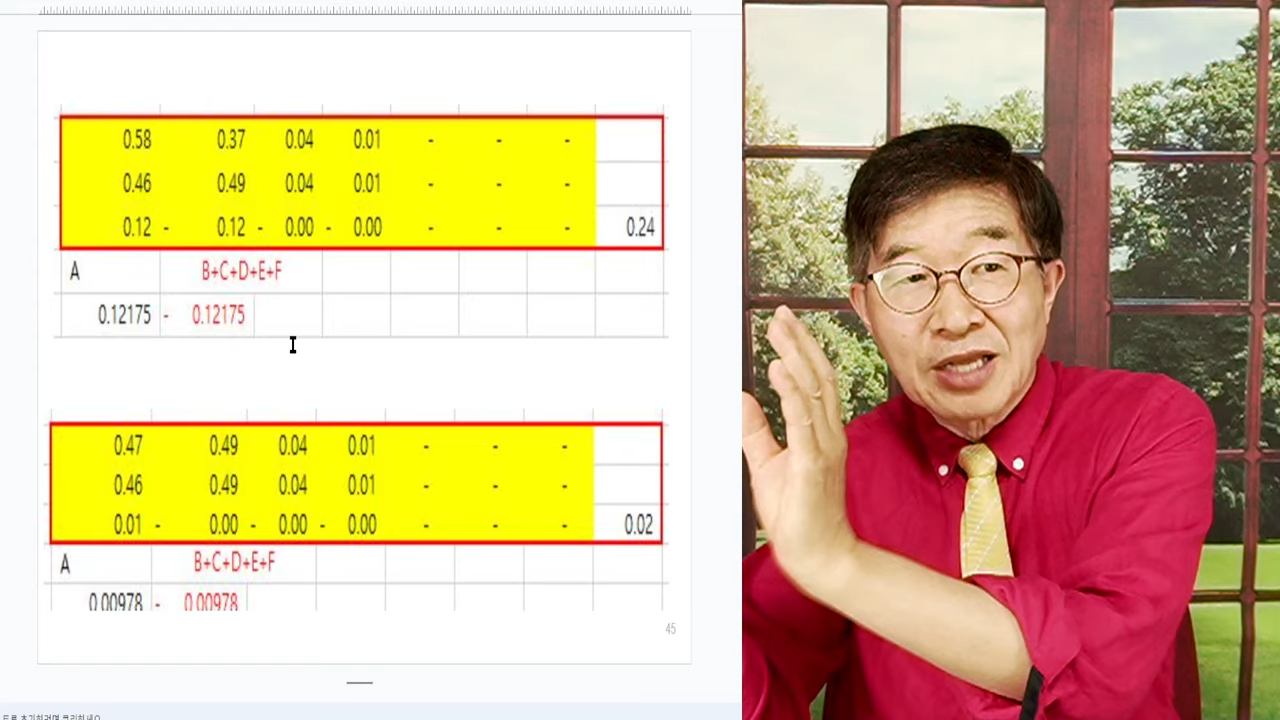 0.58 0.37 0.04 0.01 - - -
0.46 0.49 0.04 0.01 - - -
0.12 - 0.12 - 0.00 - 0.00 - - - 0.24
A B+C+D+E+F
0.12175 - 0.12175
0.47 0.49 0.04 0.01 - - -
0.46 0.49 0.04 0.01 - - -
0.01 - 0.00 - 0.00 - 0.00 - - - 0.02
A B+C+D+E+F
0.00978 - 0.00978
45